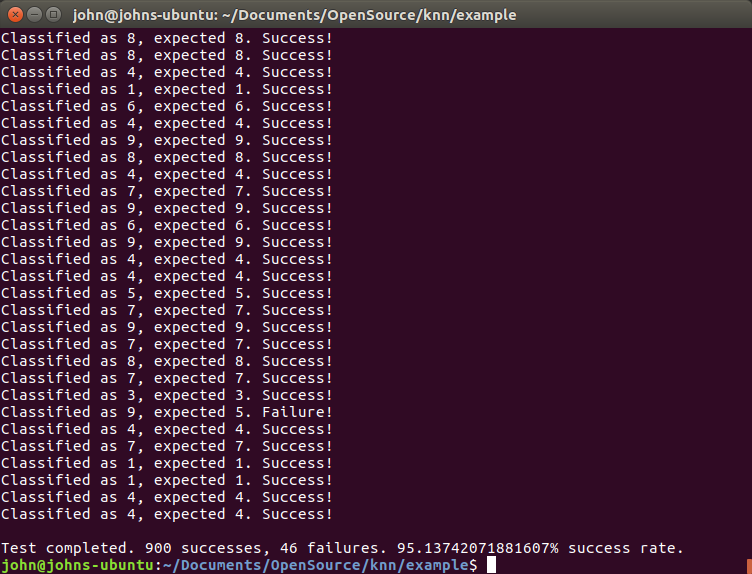 john@johns-ubuntu: ~/Documents/OpenSource/knn/example
Classified as 8, expected 8. Success!
Classified as 8, expected 8. Success!
Classified as 4, expected 4. Success!
Classified as 1, expected 1. Success!
Classified as 6, expected 6. Success!
Classified as 4, expected 4. Success!
Classified as 9, expected 9. Success!
Classified as 8, expected 8. Success!
Classified as 4, expected 4. Success!
Classified as 7, expected 7. Success!
Classified as 9, expected 9. Success!
Classified as 6, expected 6. Success!
Classified as 9, expected 9. Success!
Classified as 4, expected 4. Success!
Classified as 4, expected 4. Success!
Classified as 5, expected 5. Success!
Classified as 7, expected 7. Success!
Classified as 9, expected 9. Success!
Classified as 7, expected 7. Success!
Classified as 8, expected 8. Success!
Classified as 7, expected 7. Success!
Classified as 3, expected 3. Success!
Classified as 9, expected 5. Failure!
Classified as 4, expected 4. Success!
Classified as 7, expected 7. Success!
Classified as 1, expected 1. Success!
Classified as 1, expected 1. Success!
Classified as 4, expected 4. Success!
Classified as 4, expected 4. Success!
Test completed. 900 successes, 46 failures. 95.13742071881607% success rate.
john@johns-ubuntu:~/Documents/OpenSource/knn/example$